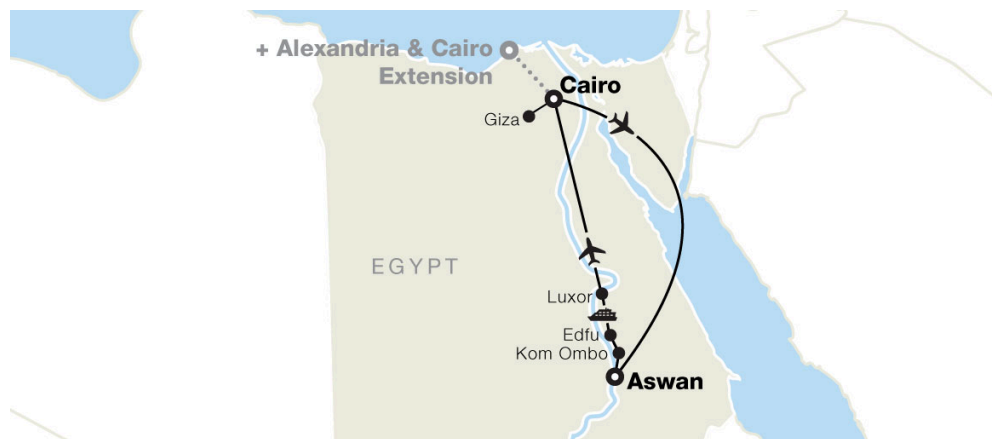 + Alexandria & Cairo
Extension
Cairo
Giza
EGYPT
Luxor
Edfu
Kom Ombo
Aswan